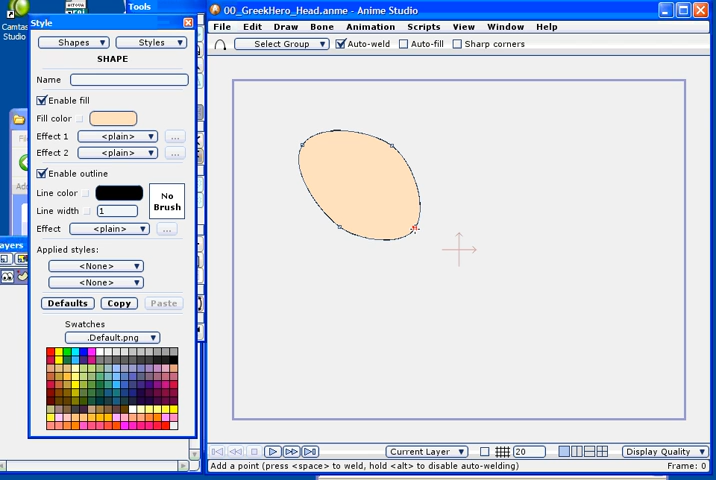 Camtas
Studio
Tools
Style
Shapes
Styles
SHAPE
Name
Enable fill
Fill color
Effect 1
<plain>
...
Effect 2
<plain>
...
Enable outline
Line color
No
Brush
Line width
1
Effect
<plain>
...
Applied styles:
<None>
<None>
Defaults
Copy
Paste
Swatches
.Default.png
ayers
00_GreekHero_Head.anme - Anime Studio
File Edit Draw Bone Animation Scripts View Window Help
Select Group
Auto-weld
Auto-fill
Sharp corners
Current Layer
20
Display Quality
Add a point (press <space> to weld, hold <alt> to disable auto-welding)
Frame: 0